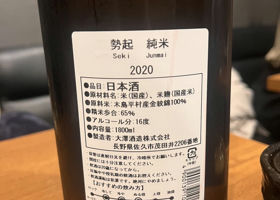 勢起 純米
Seki Junmai
2020
●品目 日本酒
●原材料名：米(国産)、米麹(国産米)
●原料米：木島平村産金紋錦100%
●精米歩合：65%
●アルコール分：16度
●内容量：1800ml
●製造者：大澤酒造株式会社
長野県佐久市茂田井2206番地
●おすすめの飲み方